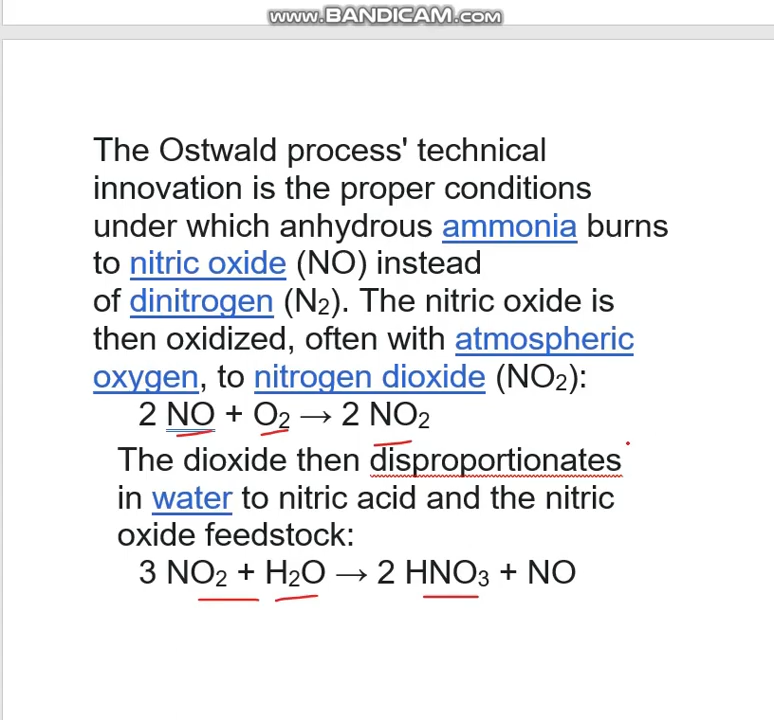 www.BANDICAM.com
The Ostwald process' technical
innovation is the proper conditions
under which anhydrous ammonia burns
to nitric oxide (NO) instead
of dinitrogen (N₂). The nitric oxide is
then oxidized, often with atmospheric
oxygen, to nitrogen dioxide (NO₂):
2 NO + O₂ → 2 NO₂
The dioxide then disproportionates
in water to nitric acid and the nitric
oxide feedstock:
3 NO₂ + H₂O → 2 HNO₃ + NO